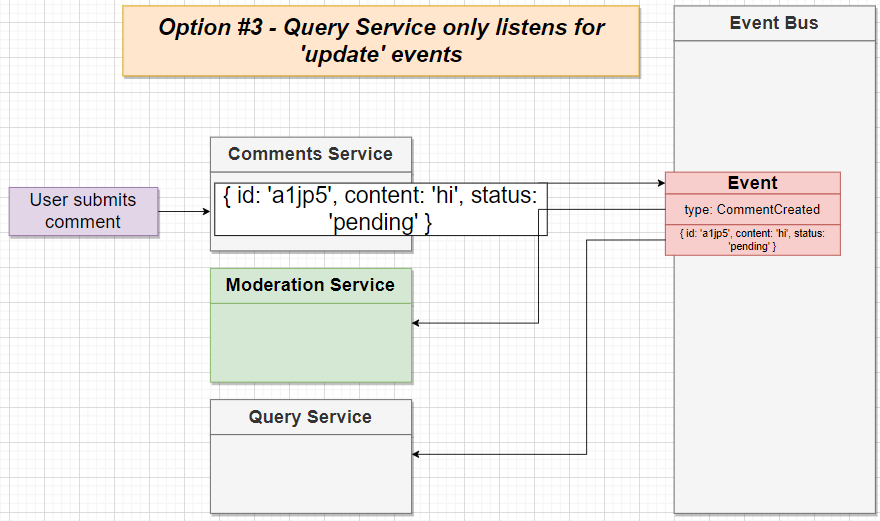 Option #3 - Query Service only listens for
'update' events
Event Bus
Comments Service
User submits
comment
{ id: 'a1jp5', content: 'hi', status:
'pending' }
Event
type: CommentCreated
{ id: 'a1jp5', content: 'hi', status:
'pending' }
Moderation Service
Query Service